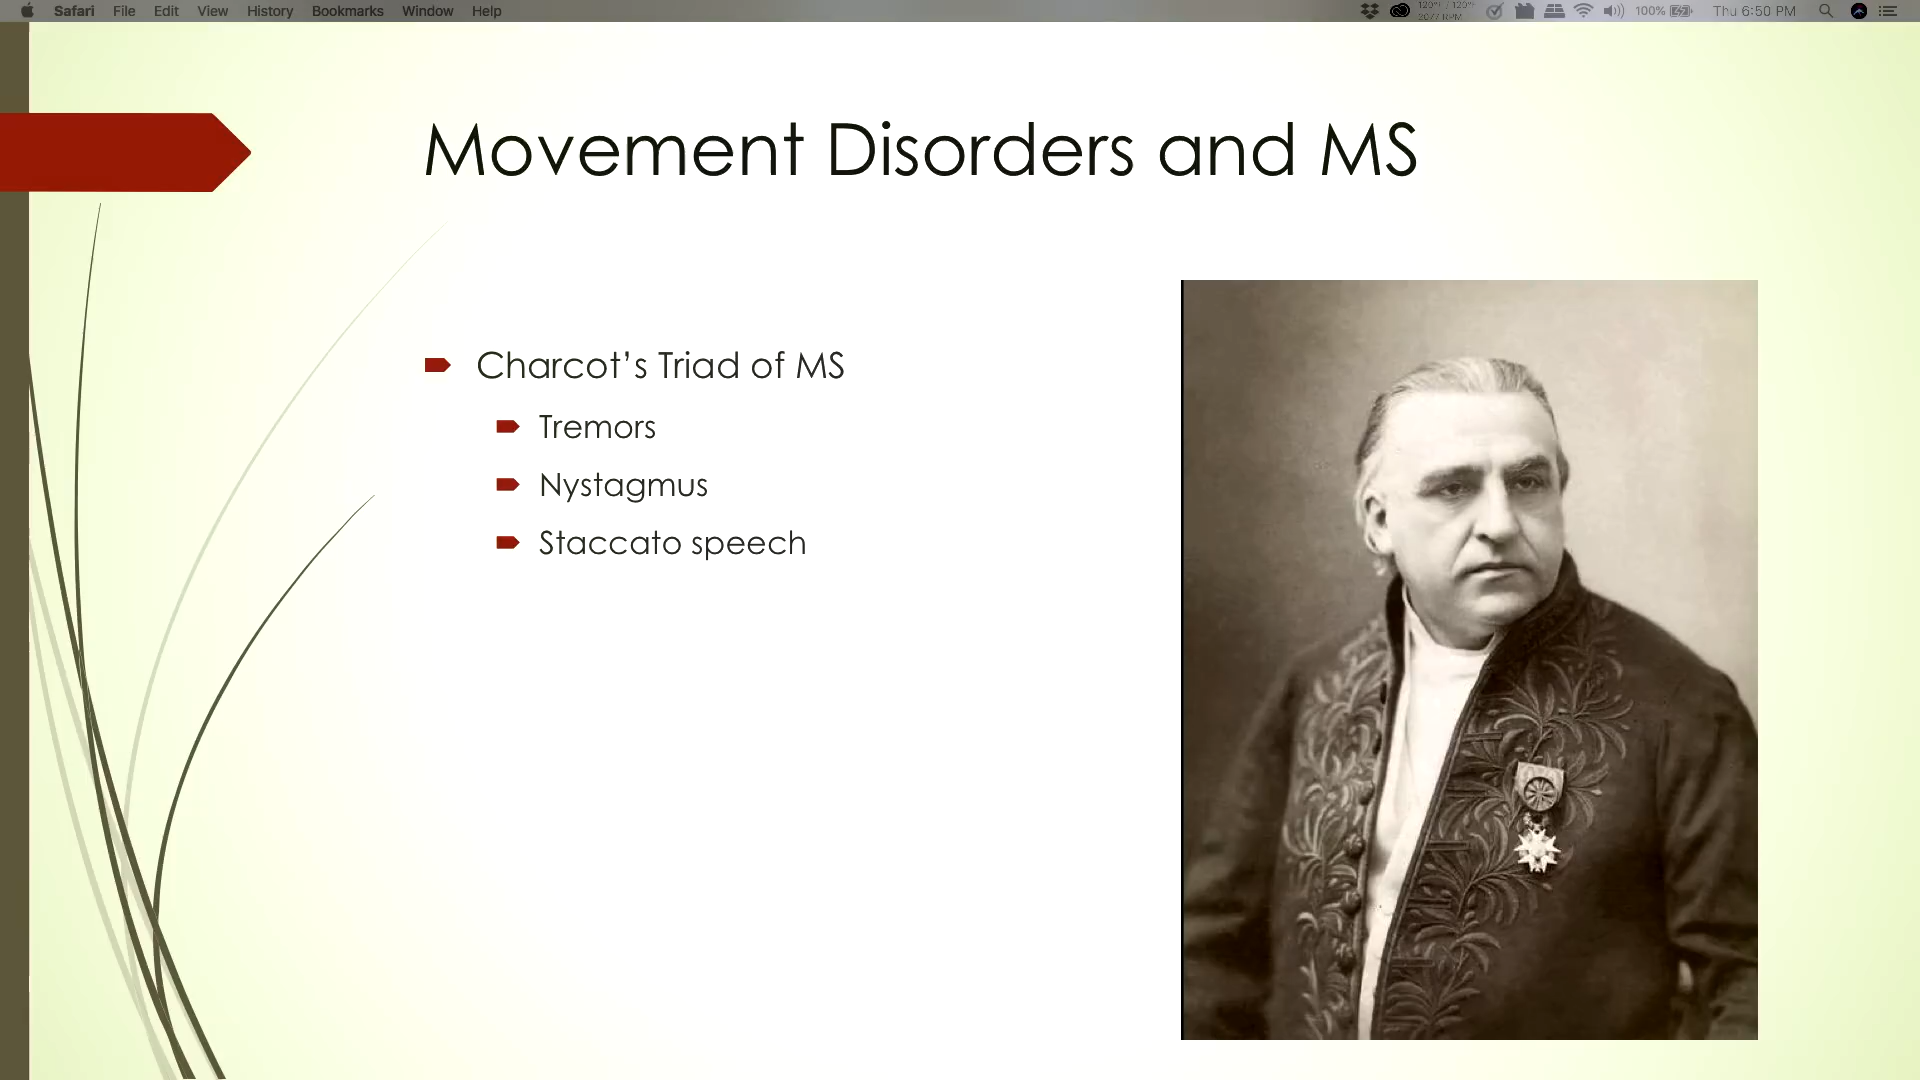 Safari File Edit View History Bookmarks Window Help
100% Thu 6:50 PM
Movement Disorders and MS
Charcot’s Triad of MS
Tremors
Nystagmus
Staccato speech